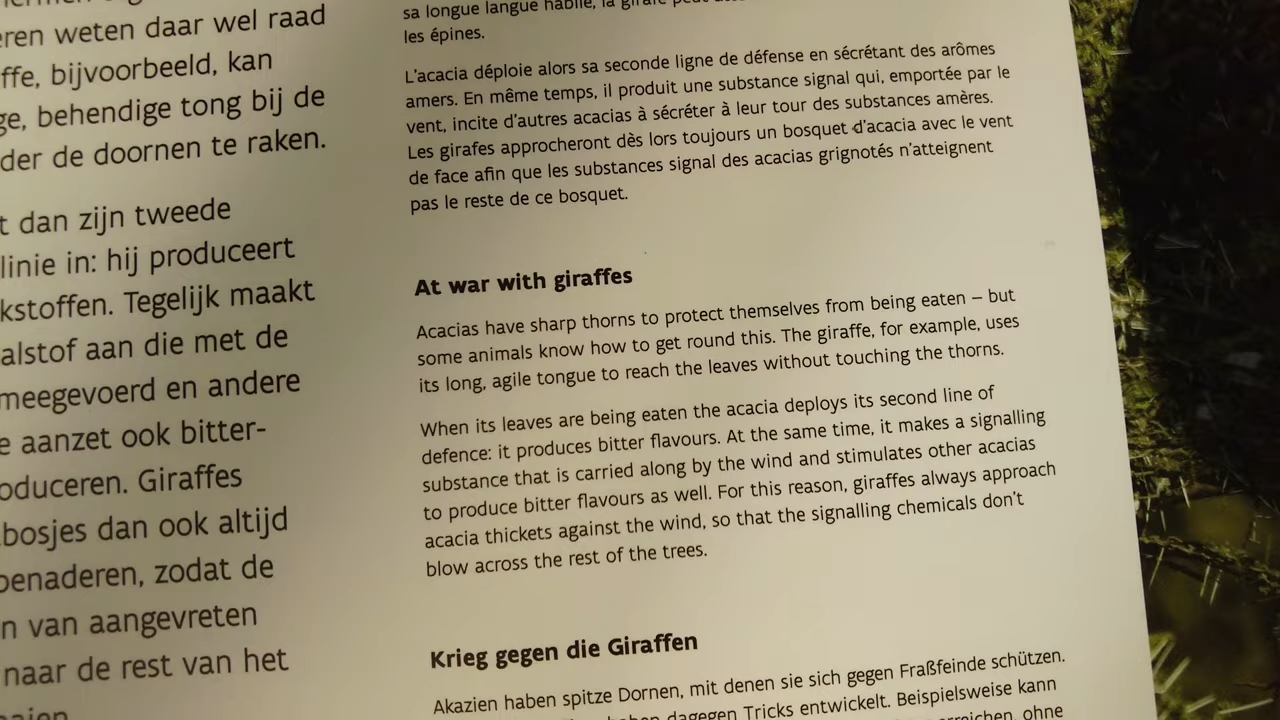 eren weten daar wel raad
ffe, bijvoorbeeld, kan
ge, behendige tong bij de
der de doornen te raken.
t dan zijn tweede
linie in: hij produceert
kstoffen. Tegelijk maakt
alstof aan die met de
meegevoerd en andere
e aanzet ook bitter-
oduceren. Giraffes
bosjes dan ook altijd
benaderen, zodat de
n van aangevreten
naar de rest van het
sa longue langue habile, la girafe peut
les épines.
L'acacia déploie alors sa seconde ligne de défense en sécrétant des arômes
amers. En même temps, il produit une substance signal qui, emportée par le
vent, incite d'autres acacias à sécréter à leur tour des substances amères.
Les girafes approcheront dès lors toujours un bosquet d'acacia avec le vent
de face afin que les substances signal des acacias grignotés n'atteignent
pas le reste de ce bosquet.
At war with giraffes
Acacias have sharp thorns to protect themselves from being eaten – but
some animals know how to get round this. The giraffe, for example, uses
its long, agile tongue to reach the leaves without touching the thorns.
When its leaves are being eaten the acacia deploys its second line of
defence: it produces bitter flavours. At the same time, it makes a signalling
substance that is carried along by the wind and stimulates other acacias
to produce bitter flavours as well. For this reason, giraffes always approach
acacia thickets against the wind, so that the signalling chemicals don't
blow across the rest of the trees.
Krieg gegen die Giraffen
Akazien haben spitze Dornen, mit denen sie sich gegen Fraßfeinde schützen.
haben dagegen Tricks entwickelt. Beispielsweise kann
erreichen, ohne